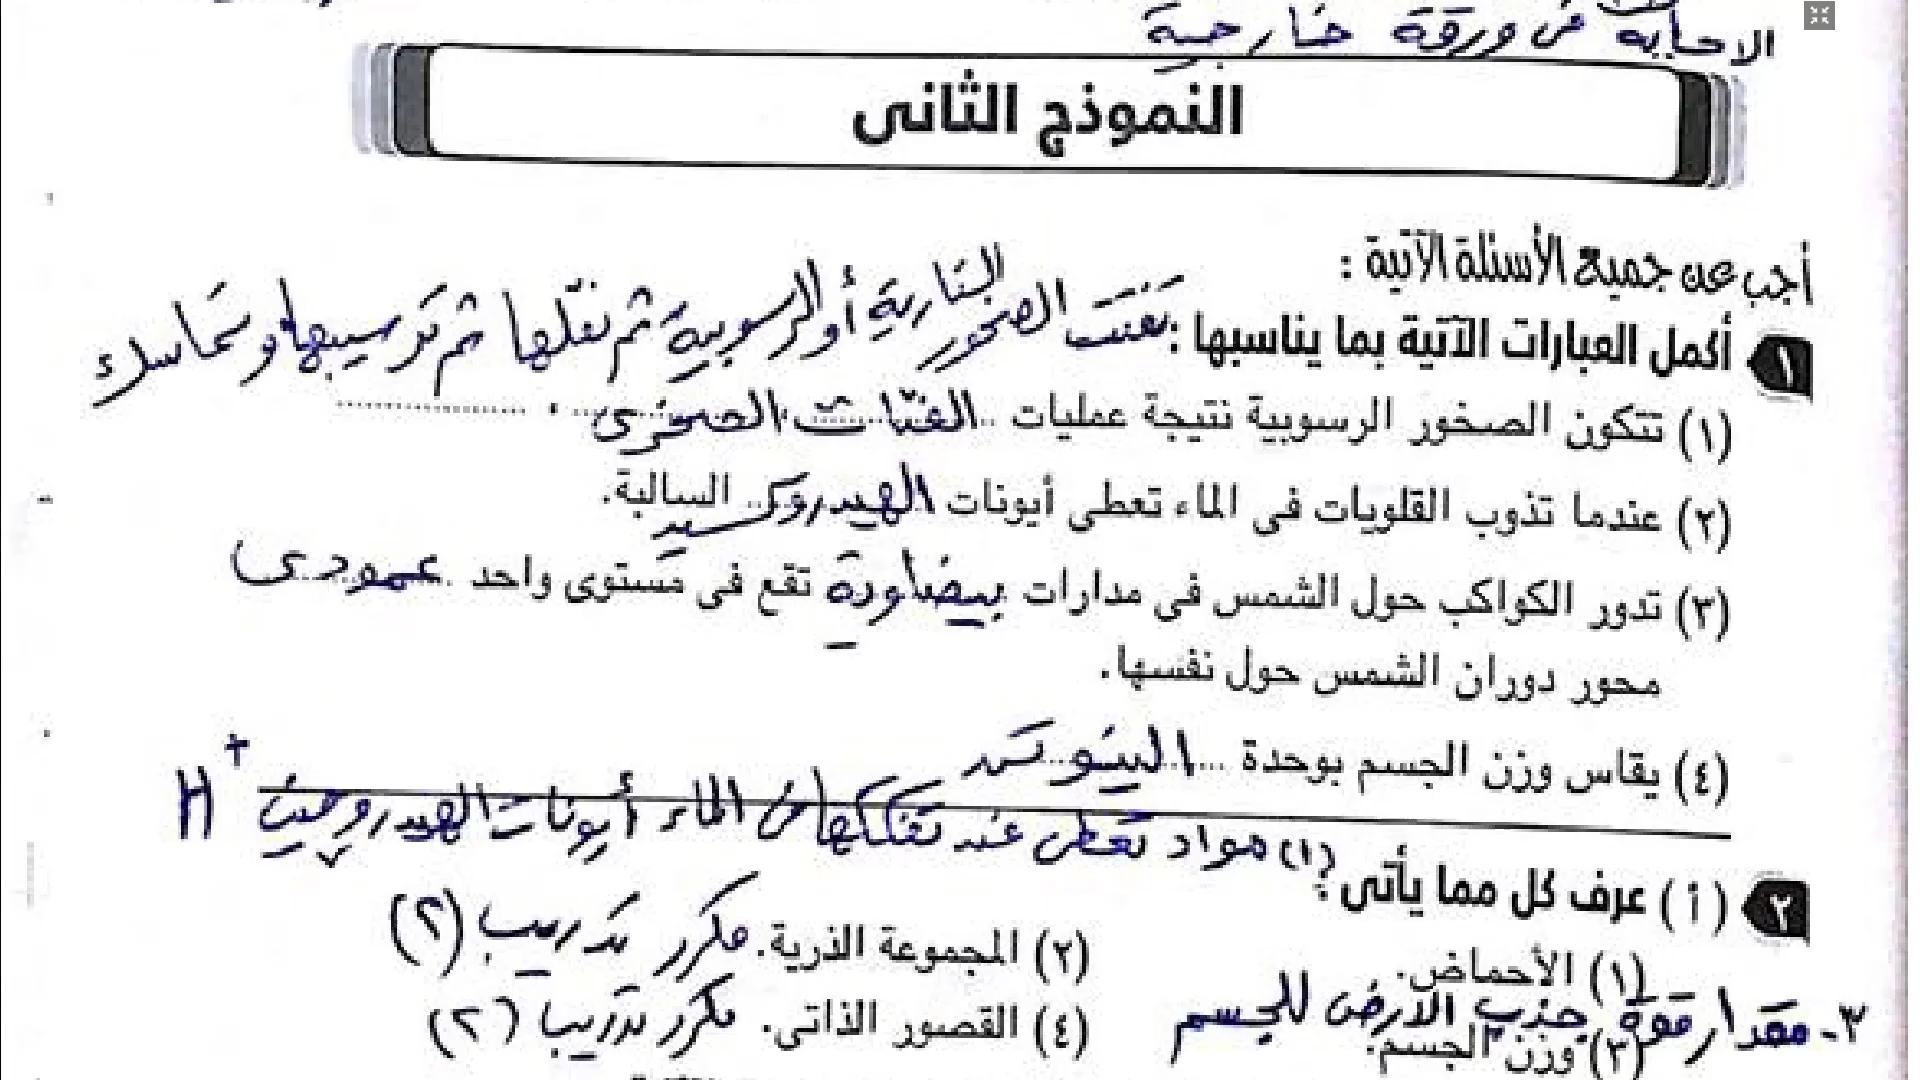 الاجابة في ورقة خارجية
النموذج الثانى
أجب عن جميع الأسئلة الآتية :
تفتت الصخور النارية أو الرسوبية ثم نقلها ثم ترسيبها وتماسك
١ أكمل العبارات الآتية بما يناسبها :
(١) تتكون الصخور الرسوبية نتيجة عمليات الفتات الصخرى .
(٢) عندما تذوب القلويات فى الماء تعطى أيونات الهيدروكسيد السالبة.
(٣) تدور الكواكب حول الشمس فى مدارات بيضاوية تقع فى مستوى واحد عمودى
محور دوران الشمس حول نفسها.
(٤) يقاس وزن الجسم بوحدة النيوتن
(١) مواد تعطى عند تفككها فى الماء أيونات الهيدروجين H+
٢ (أ) عرف كل مما يأتى :
(١) الأحماض. (٢) المجموعة الذرية. مكرر تدريب (٢)
٣- مقدار قوة جذب الأرض للجسم
(٣) وزن الجسم. (٤) القصور الذاتى. مكرر تدريب (٢)